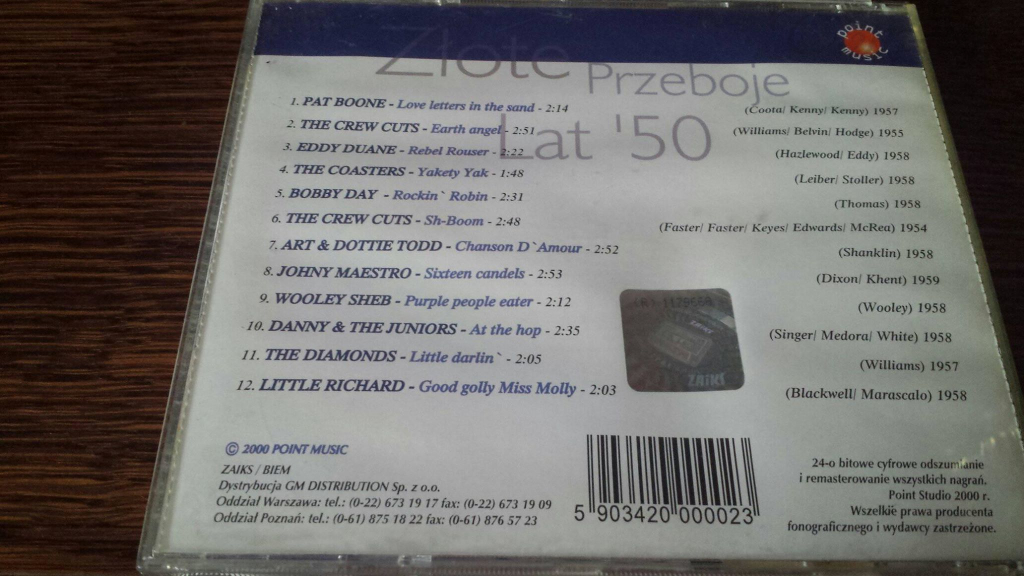 point music
Złote Przeboje
Lat '50
1. PAT BOONE - Love letters in the sand - 2:14 (Coota/ Kenny/ Kenny) 1957
2. THE CREW CUTS - Earth angel - 2:51 (Williams/ Belvin/ Hodge) 1955
3. EDDY DUANE - Rebel Rouser - 2:22 (Hazlewood/ Eddy) 1958
4. THE COASTERS - Yakety Yak - 1:48 (Leiber/ Stoller) 1958
5. BOBBY DAY - Rockin` Robin - 2:31 (Thomas) 1958
6. THE CREW CUTS - Sh-Boom - 2:48 (Faster/ Faster/ Keyes/ Edwards/ McRea) 1954
7. ART & DOTTIE TODD - Chanson D`Amour - 2:52 (Shanklin) 1958
8. JOHNY MAESTRO - Sixteen candels - 2:53 (Dixon/ Khent) 1959
9. WOOLEY SHEB - Purple people eater - 2:12 (Wooley) 1958
10. DANNY & THE JUNIORS - At the hop - 2:35 (Singer/ Medora/ White) 1958
11. THE DIAMONDS - Little darlin` - 2:05 (Williams) 1957
12. LITTLE RICHARD - Good golly Miss Molly - 2:03 (Blackwell/ Marascalo) 1958
ZAIKS
© 2000 POINT MUSIC
ZAIKS / BIEM
Dystrybucja GM DISTRIBUTION Sp. z o.o.
Oddział Warszawa: tel.: (0-22) 673 19 17 fax: (0-22) 673 19 09
Oddział Poznań: tel.: (0-61) 875 18 22 fax: (0-61) 876 57 23
5 903420 000023
24-o bitowe cyfrowe odszumianie
i remasterowanie wszystkich nagrań.
Point Studio 2000 r.
Wszelkie prawa producenta
fonograficznego i wydawcy zastrzeżone.